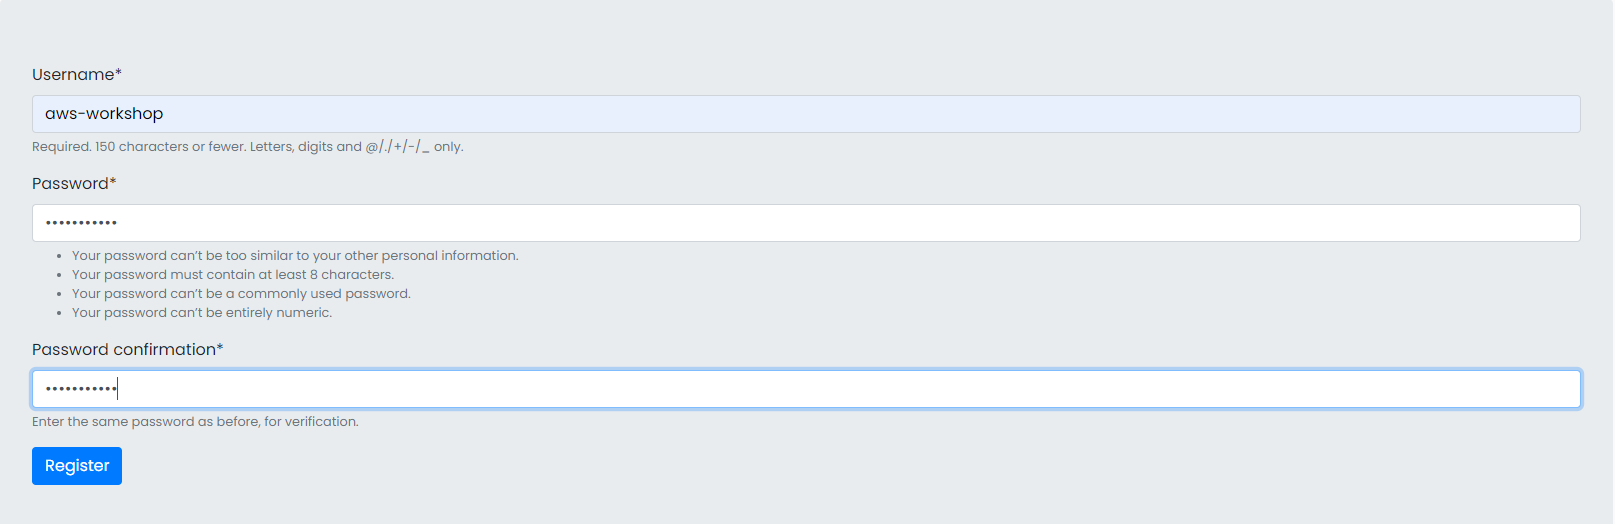 Username*
aws-workshop
Required. 150 characters or fewer. Letters, digits and @/./+/-/_ only.
Password*
•••••••••••
• Your password can’t be too similar to your other personal information.
• Your password must contain at least 8 characters.
• Your password can’t be a commonly used password.
• Your password can’t be entirely numeric.
Password confirmation*
•••••••••••
Enter the same password as before, for verification.
Register